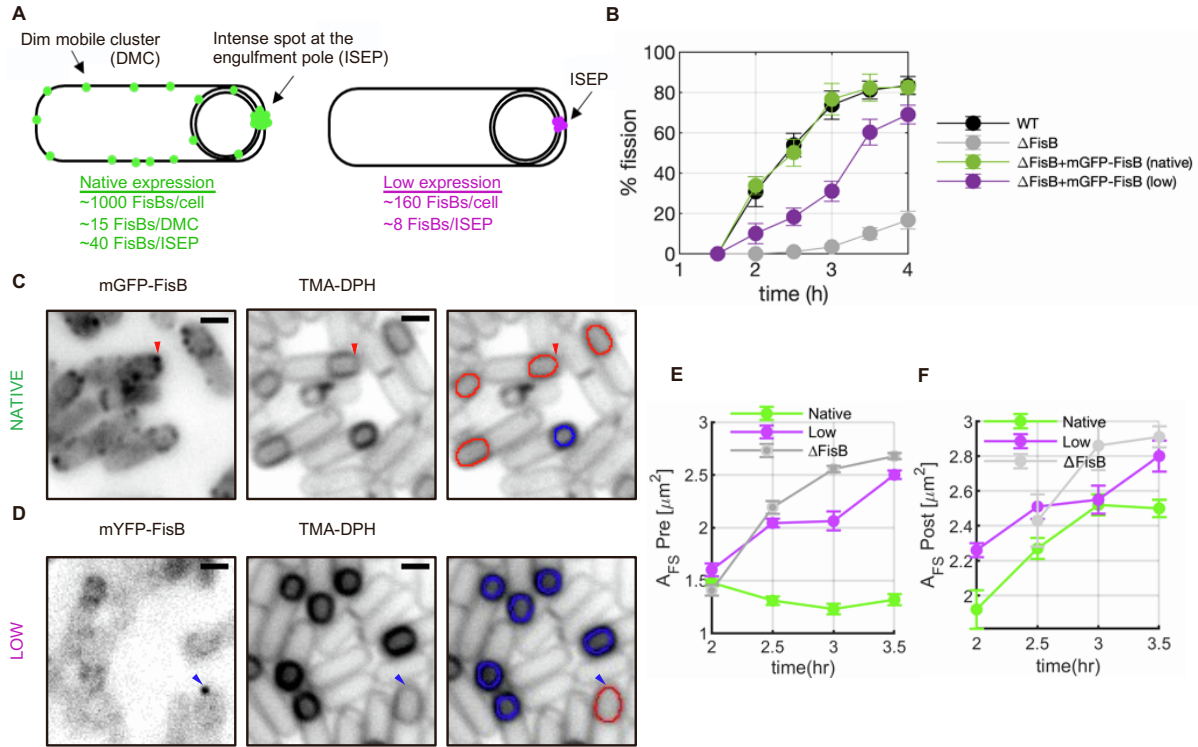 A
Dim mobile cluster
(DMC)
Intense spot at the
engulfment pole (ISEP)
ISEP
Native expression
~1000 FisBs/cell
~15 FisBs/DMC
~40 FisBs/ISEP
Low expression
~160 FisBs/cell
~8 FisBs/ISEP
B
% fission
100
80
60
40
20
0
1
2
3
4
time (h)
WT
ΔFisB
ΔFisB+mGFP-FisB (native)
ΔFisB+mGFP-FisB (low)
C
mGFP-FisB
TMA-DPH
NATIVE
D
mYFP-FisB
TMA-DPH
LOW
E
Native
Low
ΔFisB
A_FS Pre [μm²]
3
2.5
2
1.5
1
2
2.5
3
3.5
time(hr)
F
Native
Low
ΔFisB
A_FS Post [μm²]
3
2.8
2.6
2.4
2.2
2
2
2.5
3
3.5
time(hr)